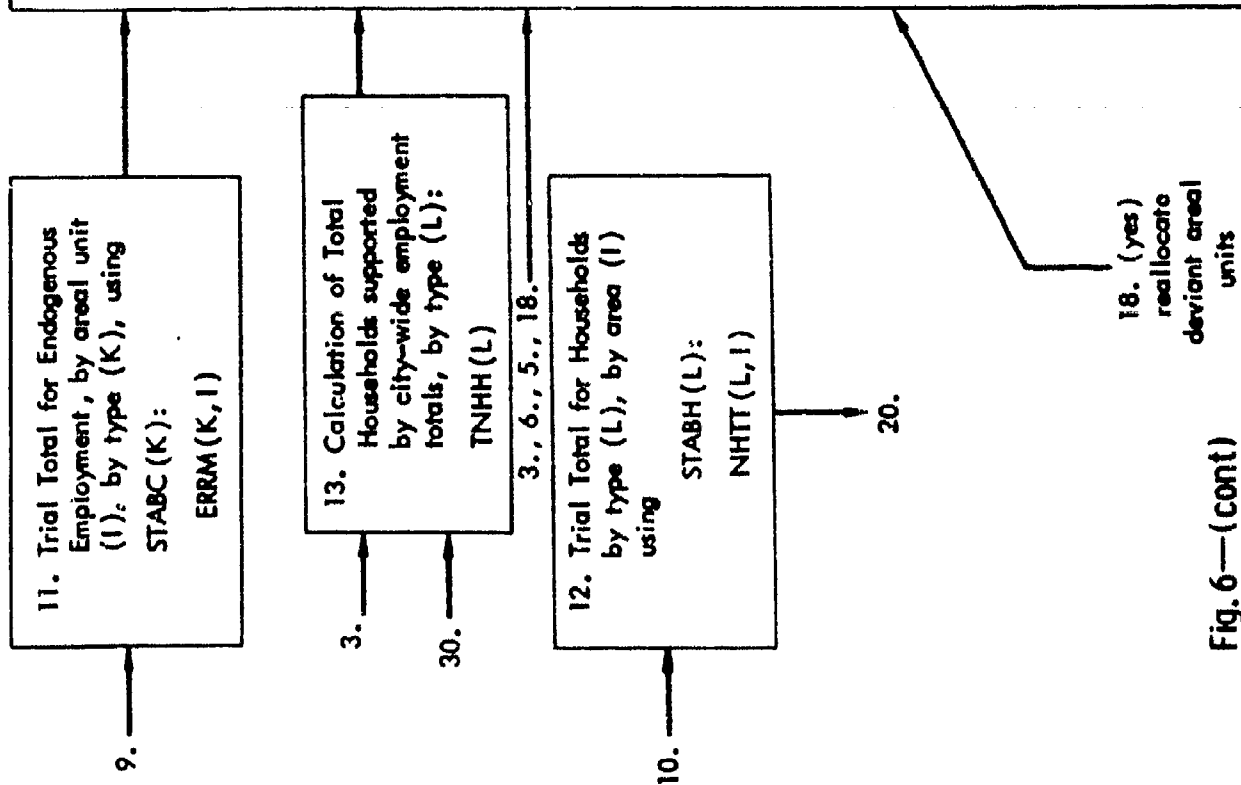 9.
11. Trial Total for Endogenous
Employment, by areal unit
(I), by type (K), using
STABC(K):
ERRM(K,I)
3.
30.
13. Calculation of Total
Households supported
by city-wide employment
totals, by type (L):
TNHH(L)
3., 6., 5., 18.
10.
12. Trial Total for Households
by type (L), by area (I)
using
STABH(L):
NHTT(L,I)
20.
18. (yes)
reallocate
deviant areal
units
Fig. 6—(cont)